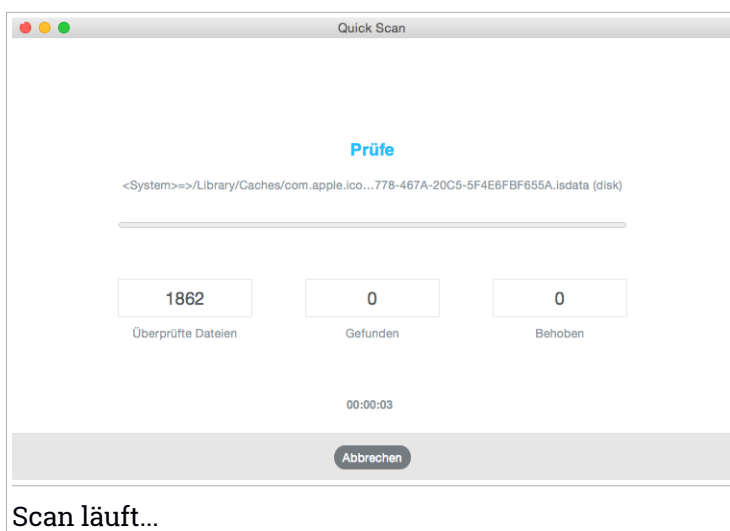 Quick Scan
Prüfe
<System>=>/Library/Caches/com.apple.ico...778-467A-20C5-5F4E6FBF655A.isdata (disk)
1862 0 0
Überprüfte Dateien Gefunden Behoben
00:00:03
Abbrechen
Scan läuft...